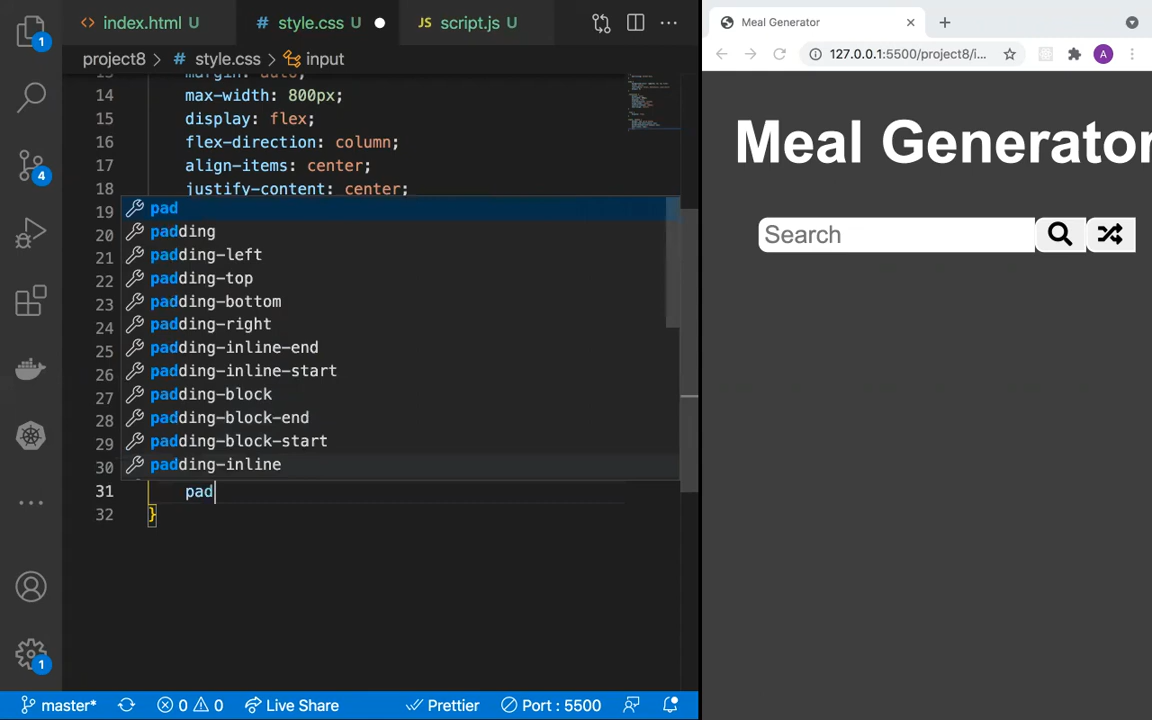 index.html U
# style.css U
JS script.js U
project8 > # style.css > input
14 max-width: 800px;
15 display: flex;
16 flex-direction: column;
17 align-items: center;
18 justify-content: center;
19 pad
20 padding
21 padding-left
22 padding-top
23 padding-bottom
24 padding-right
25 padding-inline-end
26 padding-inline-start
27 padding-block
28 padding-block-end
29 padding-block-start
30 padding-inline
31 pad
32 }
1
4
1
master* 0 0 Live Share Prettier Port : 5500
Meal Generator
127.0.0.1:5500/project8/i...
A
Meal Generator
Search